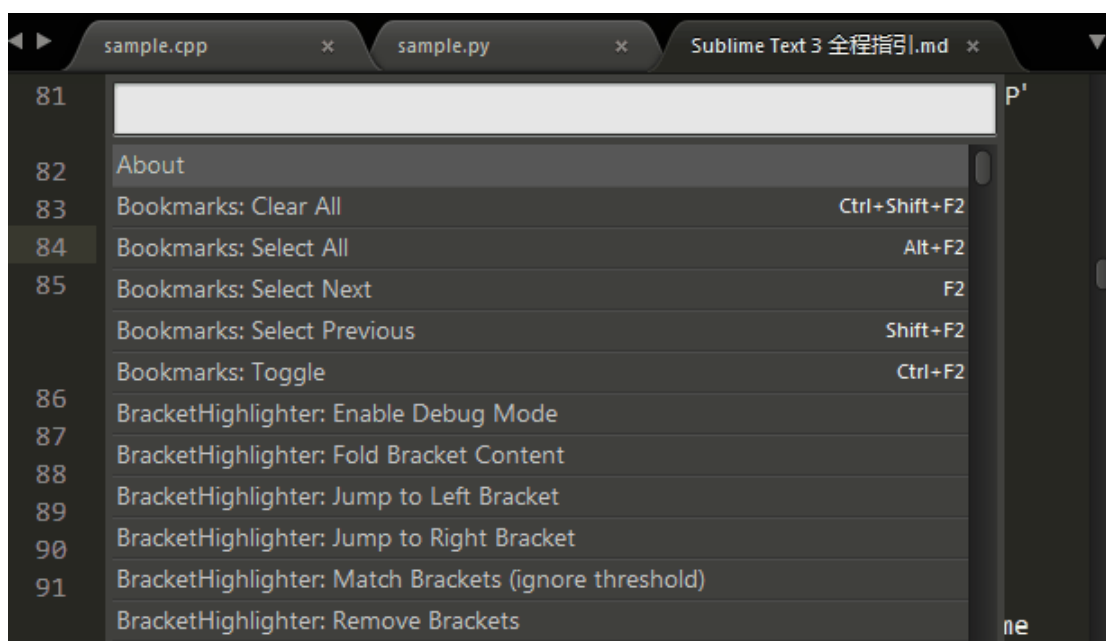 sample.cpp × sample.py × Sublime Text 3 全程指引.md ×
81 P'
About
82
Bookmarks: Clear All Ctrl+Shift+F2
83
Bookmarks: Select All Alt+F2
84
Bookmarks: Select Next F2
85
Bookmarks: Select Previous Shift+F2
Bookmarks: Toggle Ctrl+F2
86
BracketHighlighter: Enable Debug Mode
87
BracketHighlighter: Fold Bracket Content
88
BracketHighlighter: Jump to Left Bracket
89
BracketHighlighter: Jump to Right Bracket
90
BracketHighlighter: Match Brackets (ignore threshold)
91
BracketHighlighter: Remove Brackets